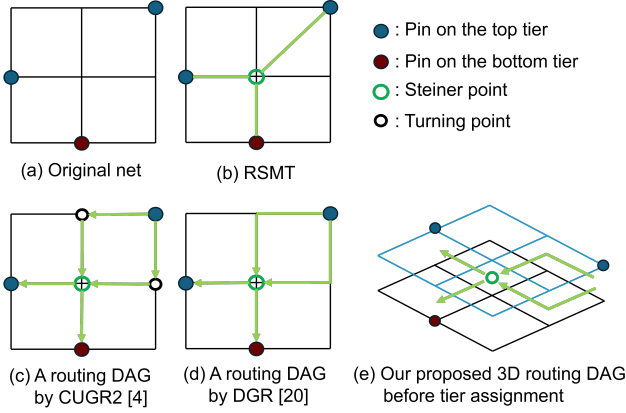 : Pin on the top tier
: Pin on the bottom tier
: Steiner point
: Turning point
(a) Original net
(b) RSMT
(c) A routing DAG
by CUGR2 [4]
(d) A routing DAG
by DGR [20]
(e) Our proposed 3D routing DAG
before tier assignment